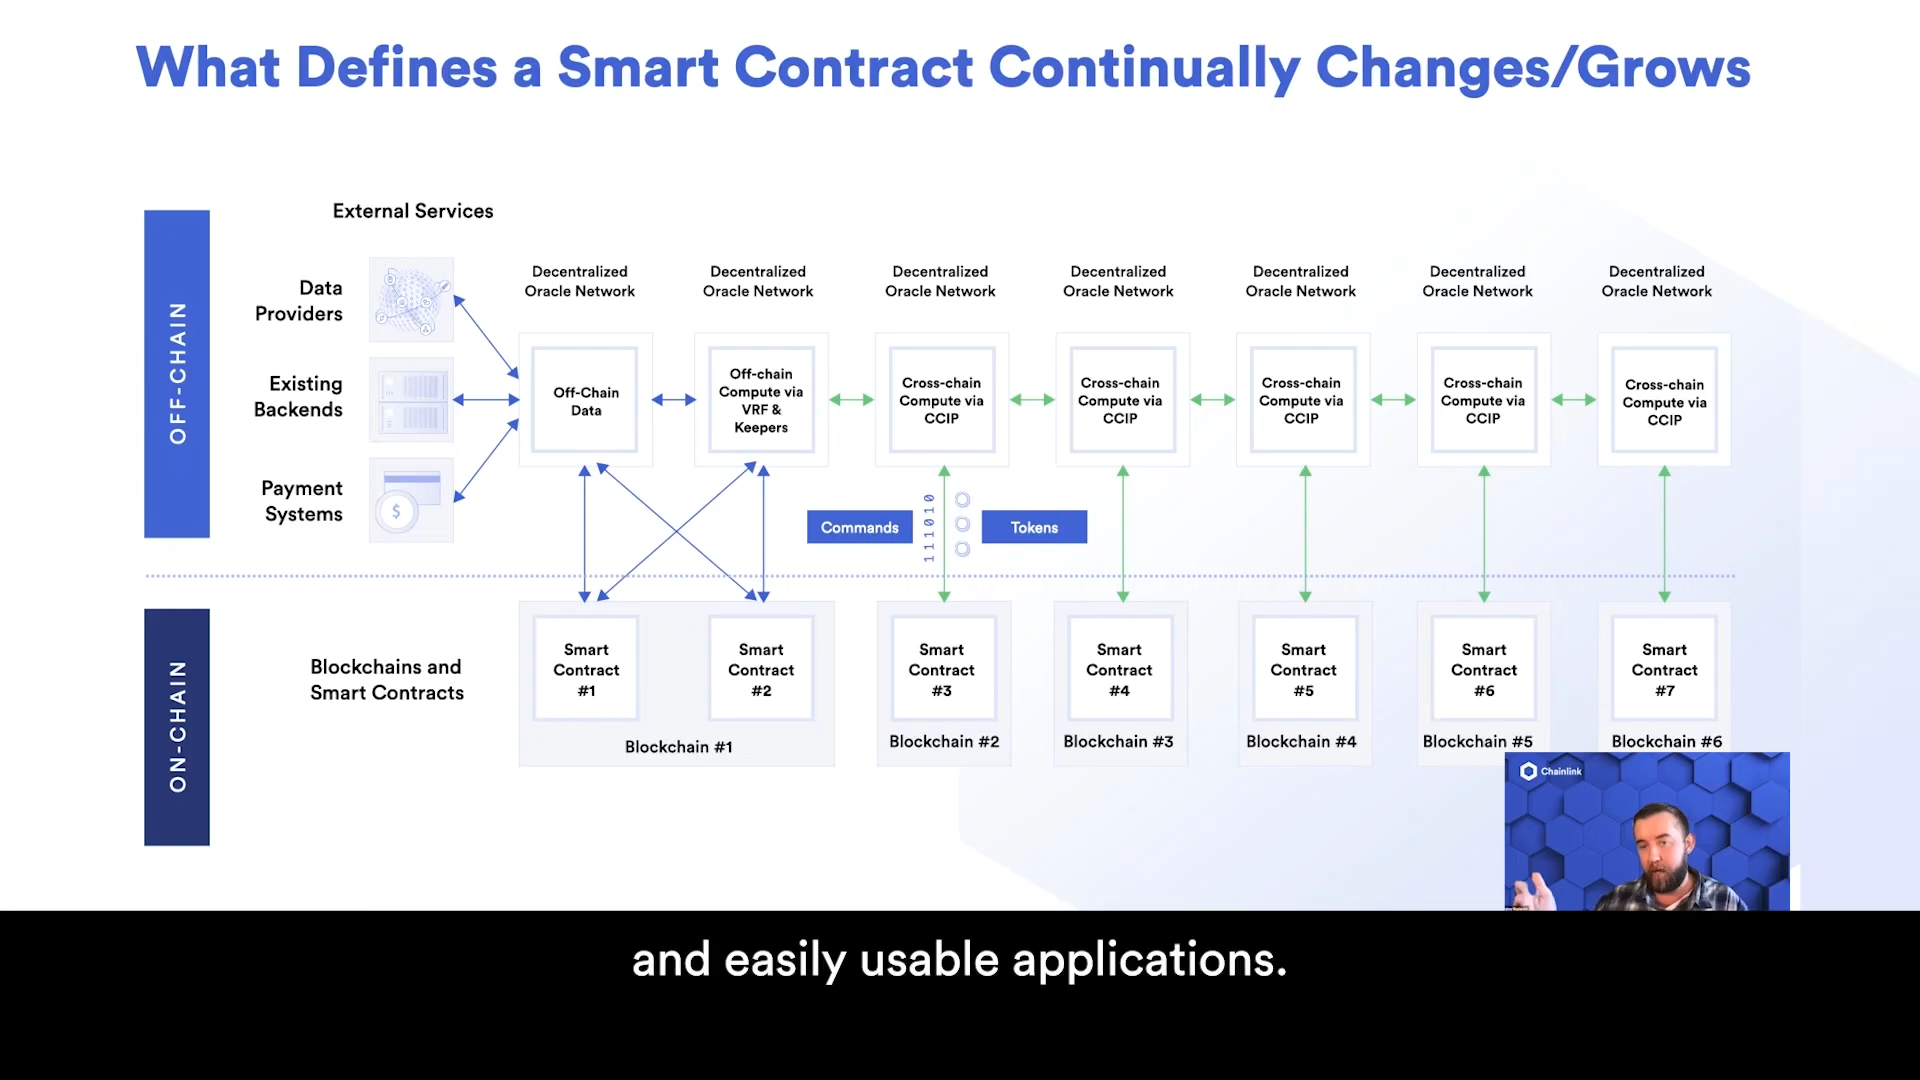 What Defines a Smart Contract Continually Changes/Grows
OFF-CHAIN
External Services
Data
Providers
Existing
Backends
Payment
Systems
$
Decentralized
Oracle Network
Decentralized
Oracle Network
Decentralized
Oracle Network
Decentralized
Oracle Network
Decentralized
Oracle Network
Decentralized
Oracle Network
Decentralized
Oracle Network
Off-Chain
Data
Off-chain
Compute via
VRF &
Keepers
Cross-chain
Compute via
CCIP
Cross-chain
Compute via
CCIP
Cross-chain
Compute via
CCIP
Cross-chain
Compute via
CCIP
Cross-chain
Compute via
CCIP
Commands
111010
Tokens
ON-CHAIN
Blockchains and
Smart Contracts
Smart
Contract
#1
Smart
Contract
#2
Blockchain #1
Smart
Contract
#3
Blockchain #2
Smart
Contract
#4
Blockchain #3
Smart
Contract
#5
Blockchain #4
Smart
Contract
#6
Blockchain #5
Smart
Contract
#7
Blockchain #6
Chainlink
and easily usable applications.